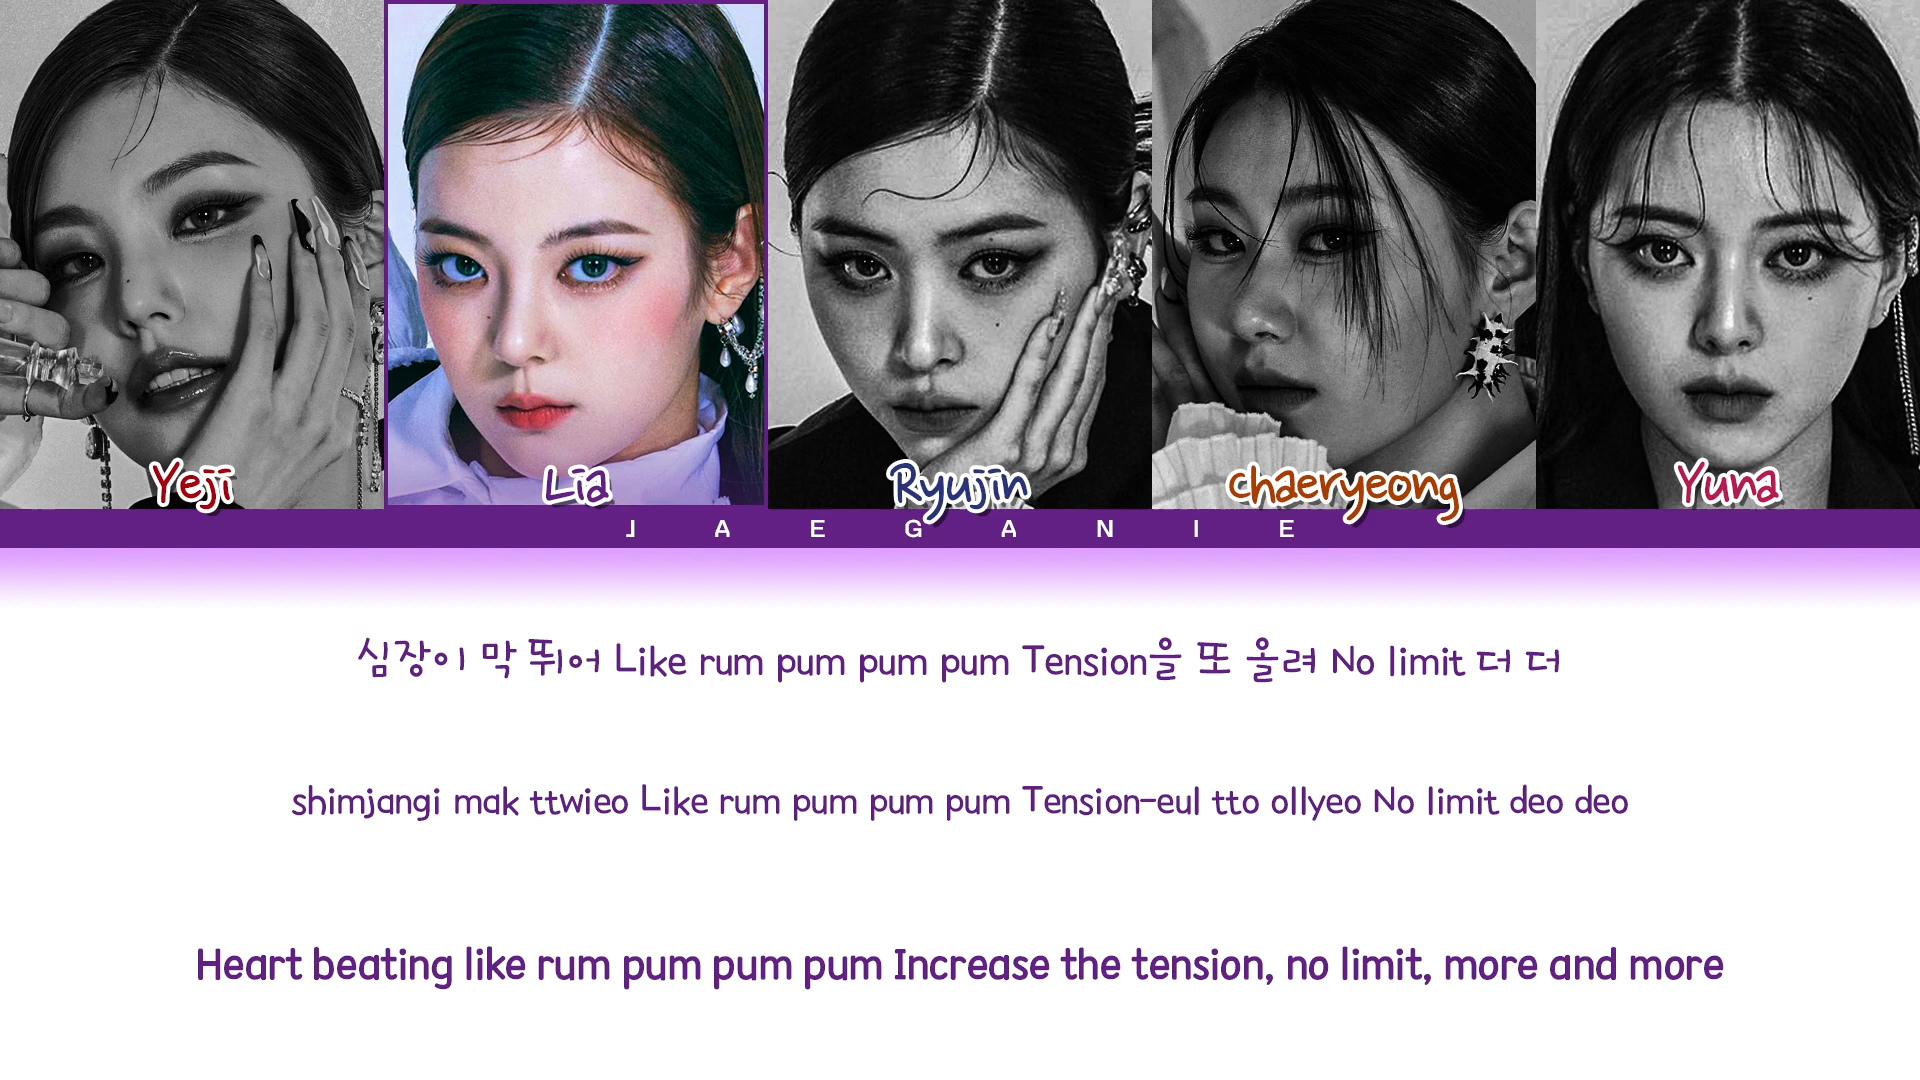 Yeji
Lia
Ryujin
chaeryeong
Yuna
JAEGANIE
심장이 막 뛰어 Like rum pum pum pum Tension을 또 올려 No limit 더 더
shimjangi mak ttwieo Like rum pum pum pum Tension-eul tto ollyeo No limit deo deo
Heart beating like rum pum pum pum Increase the tension, no limit, more and more